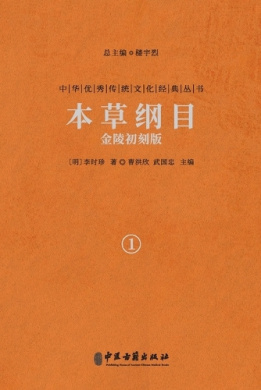 总主编◎楼宇烈
中华优秀传统文化经典丛书
本草纲目
金陵初刻版
[明]李时珍 著◎曹洪欣 武国忠 主编
①
中医古籍出版社